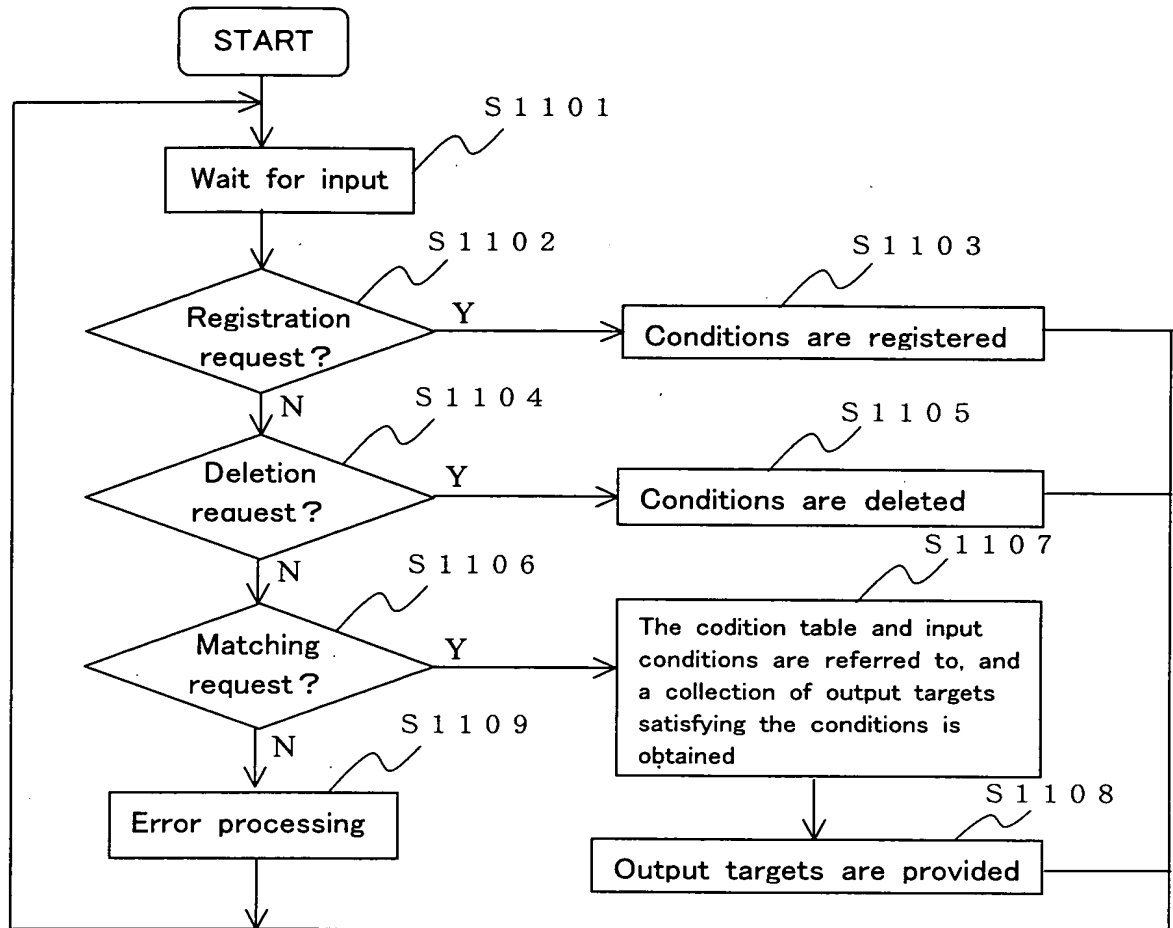 START
S1101
Wait for input
S1102
S1103
Registration
request?
Y
Conditions are registered
N
S1104
S1105
Deletion
request?
Y
Conditions are deleted
N
S1106
S1107
Matching
request?
Y
The codition table and input
conditions are referred to, and
a collection of output targets
satisfying the conditions is
obtained
N
S1109
S1108
Error processing
Output targets are provided